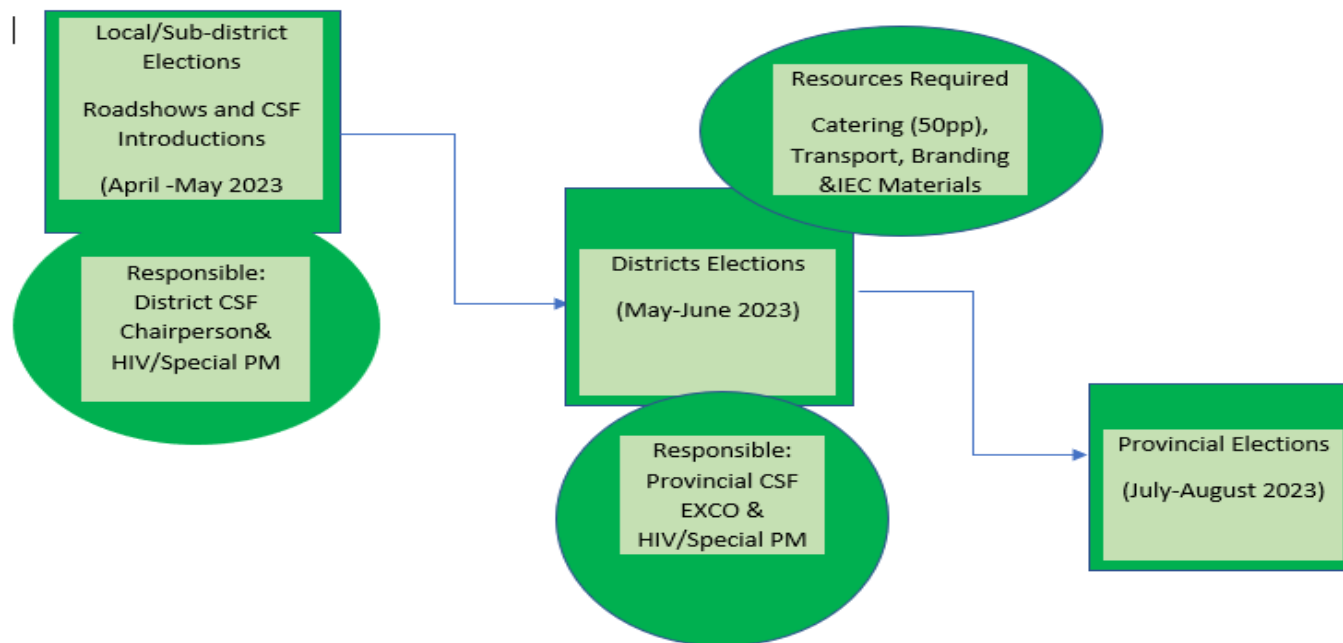 Local/Sub-district
Elections
Roadshows and CSF
Introductions
(April -May 2023
Responsible:
District CSF
Chairperson&
HIV/Special PM
Resources Required
Catering (50pp),
Transport, Branding
&IEC Materials
Districts Elections
(May-June 2023)
Responsible:
Provincial CSF
EXCO &
HIV/Special PM
Provincial Elections
(July-August 2023)